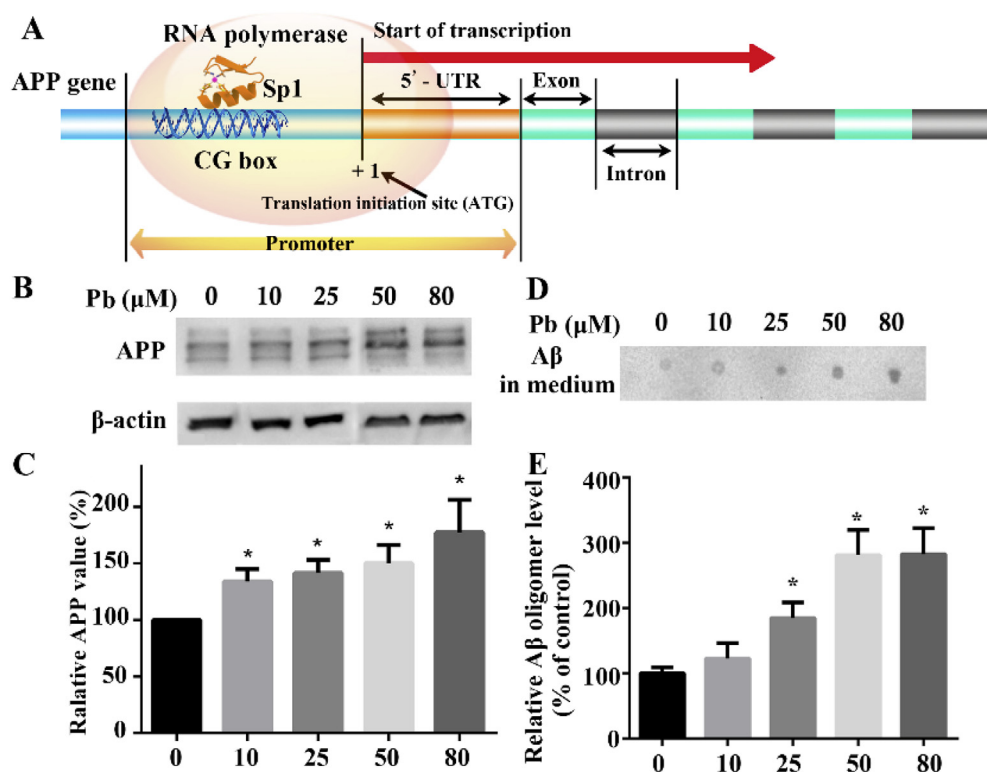 A
RNA polymerase
Start of transcription
APP gene
Sp1
5' - UTR
Exon
CG box
+ 1
Intron
Translation initiation site (ATG)
Promoter
B
Pb (μM) 0 10 25 50 80
APP
β-actin
D
Pb (μM) 0 10 25 50 80
Aβ
in medium
C
Ralative APP value (%)
200
150
100
50
0
* * * *
0 10 25 50 80
E
Relative Aβ oligomer level
(% of control)
400
300
200
100
0
* * *
0 10 25 50 80